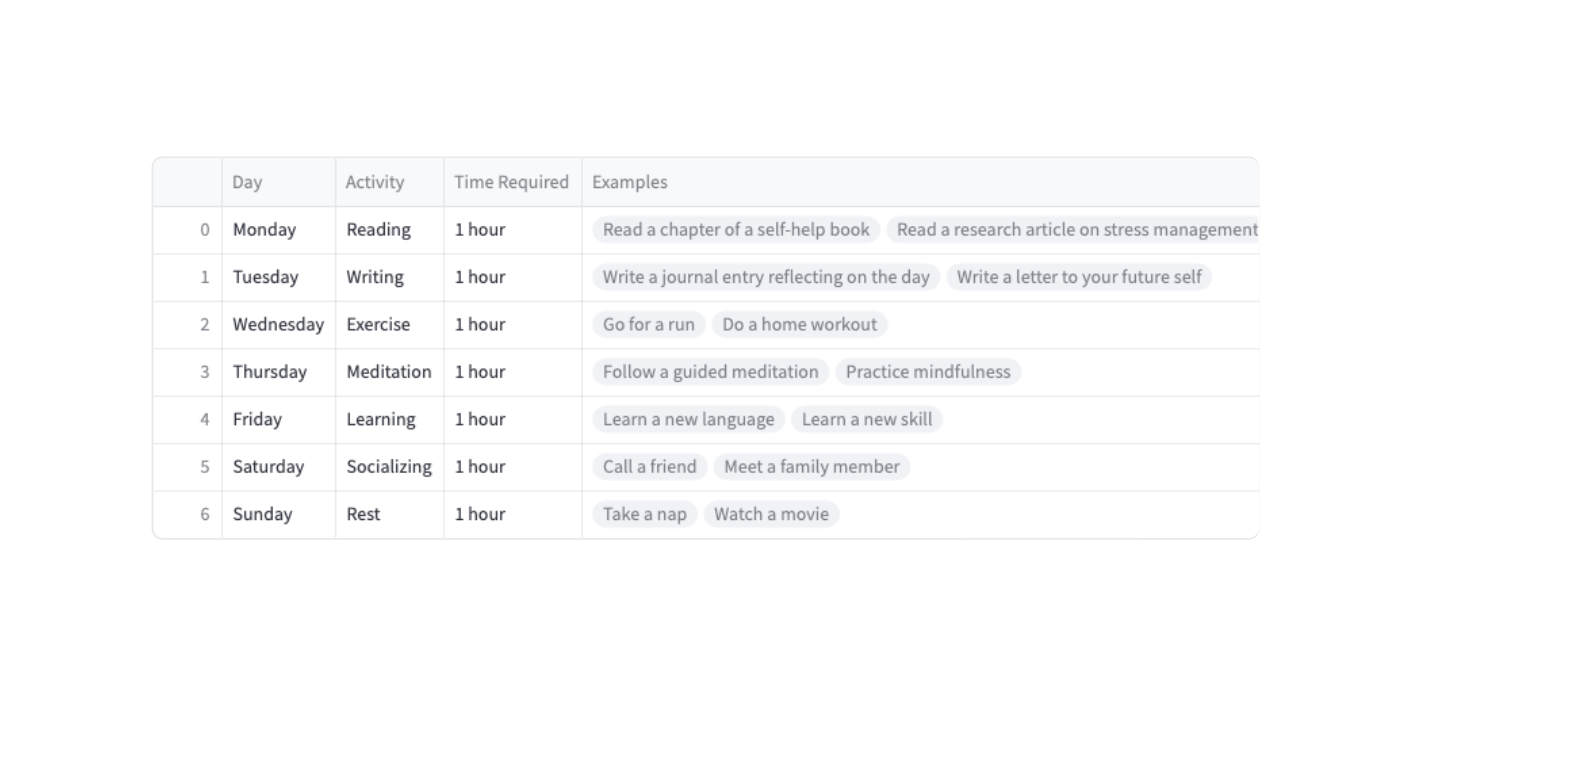 Day Activity Time Required Examples
0 Monday Reading 1 hour Read a chapter of a self-help book Read a research article on stress management
1 Tuesday Writing 1 hour Write a journal entry reflecting on the day Write a letter to your future self
2 Wednesday Exercise 1 hour Go for a run Do a home workout
3 Thursday Meditation 1 hour Follow a guided meditation Practice mindfulness
4 Friday Learning 1 hour Learn a new language Learn a new skill
5 Saturday Socializing 1 hour Call a friend Meet a family member
6 Sunday Rest 1 hour Take a nap Watch a movie